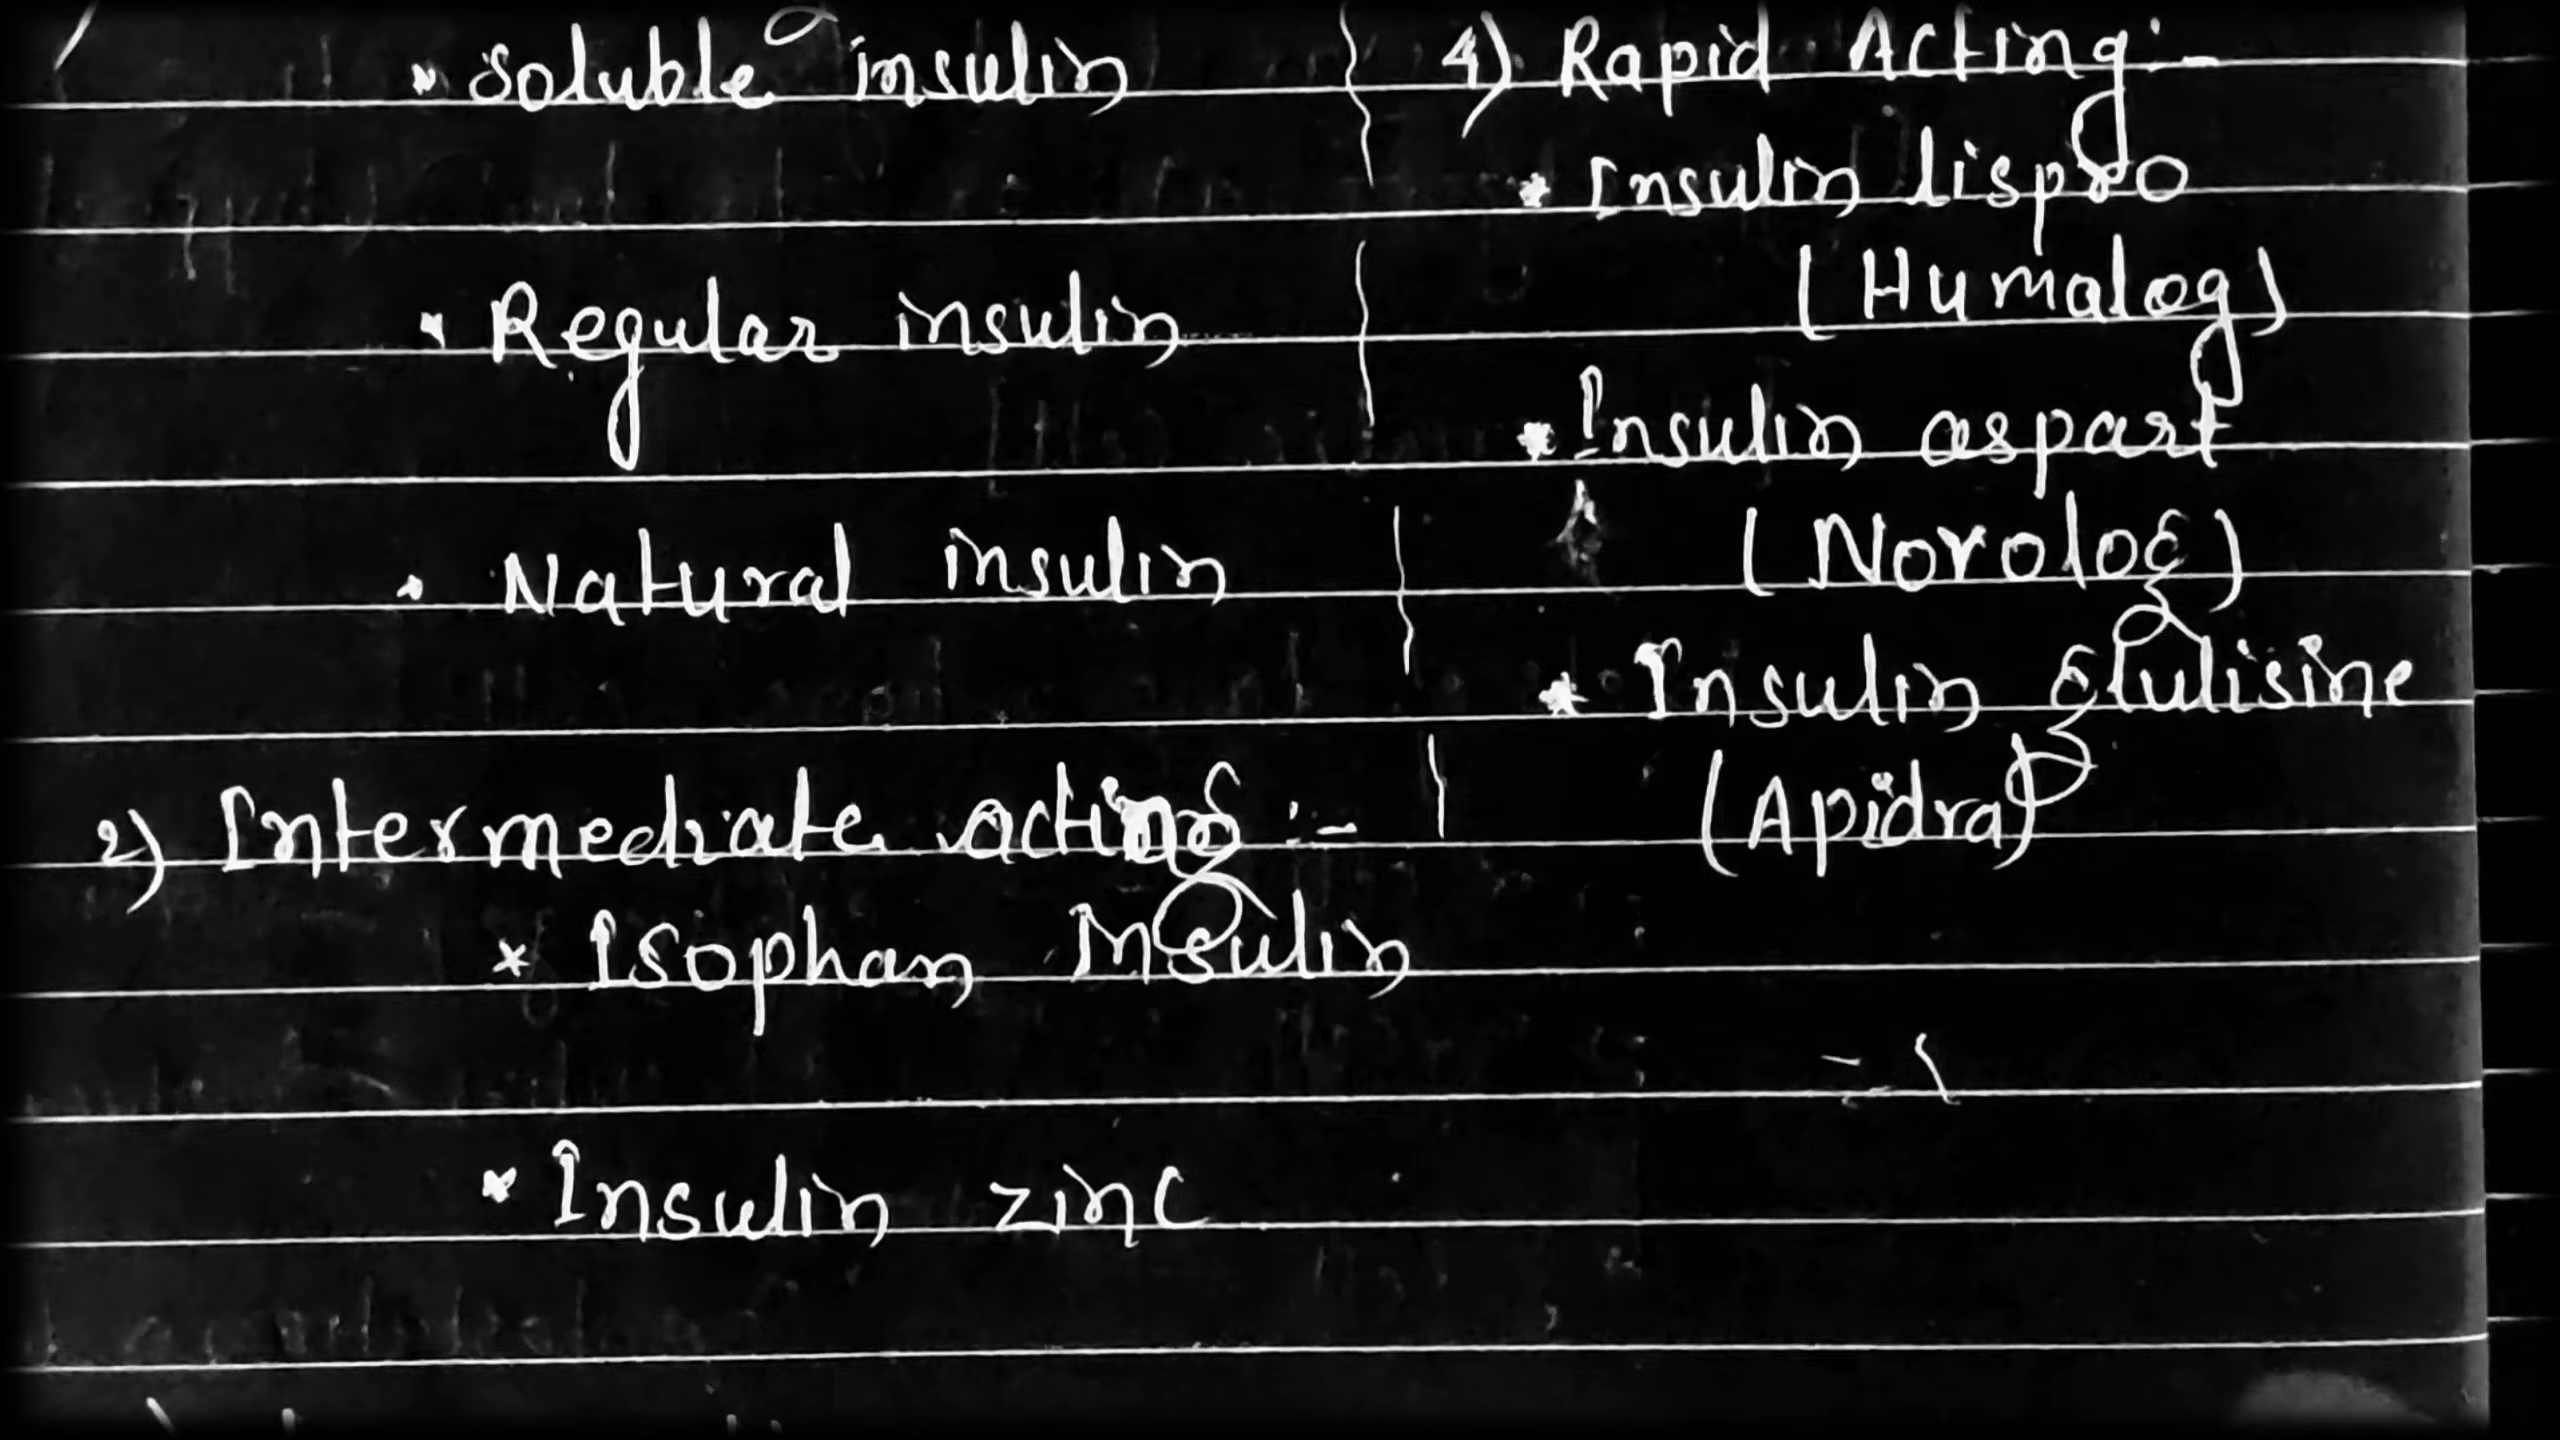 • Soluble insulin
• Regular insulin
• Natural insulin
2) Intermediate acting :-
* Isophan Insulin
* Insulin zinc
4) Rapid Acting :-
* Insulin lispro
(Humalog)
* Insulin aspart
(Novolog)
* Insulin glulisine
(Apidra)